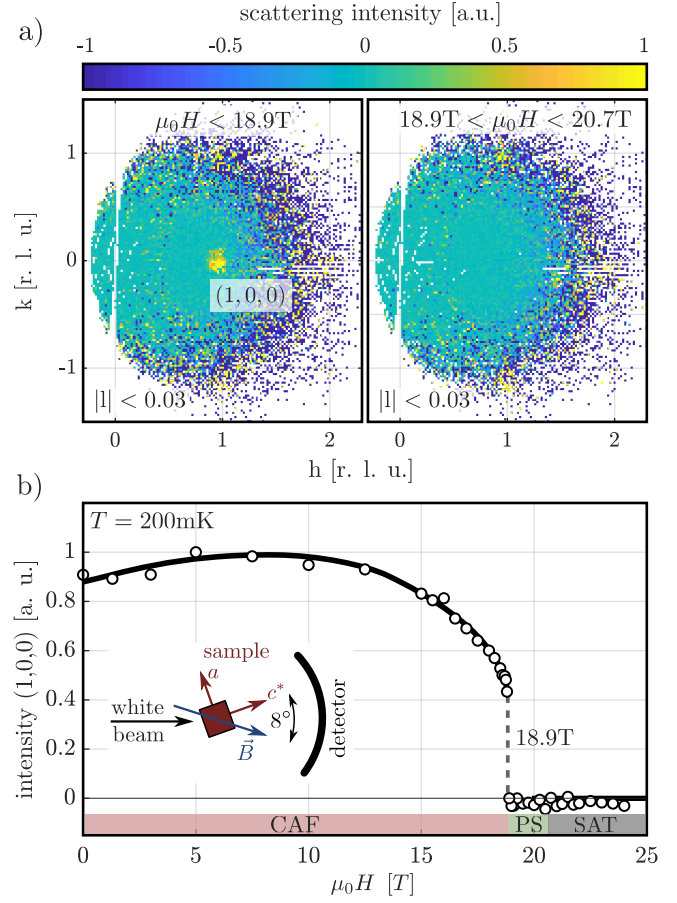 scattering intensity [a.u.]
a)
-1 -0.5 0 0.5 1
μ₀H < 18.9T
18.9T < μ₀H < 20.7T
k [r. l. u.]
1
0
-1
(1, 0, 0)
|l| < 0.03
|l| < 0.03
0 1 2
0 1 2
h [r. l. u.]
b)
T = 200mK
intensity (1,0,0) [a. u.]
1
0.8
0.6
0.4
0.2
0
sample
a
c*
white
beam
B⃗
8°
detector
18.9T
CAF PS SAT
0 5 10 15 20 25
μ₀H [T]